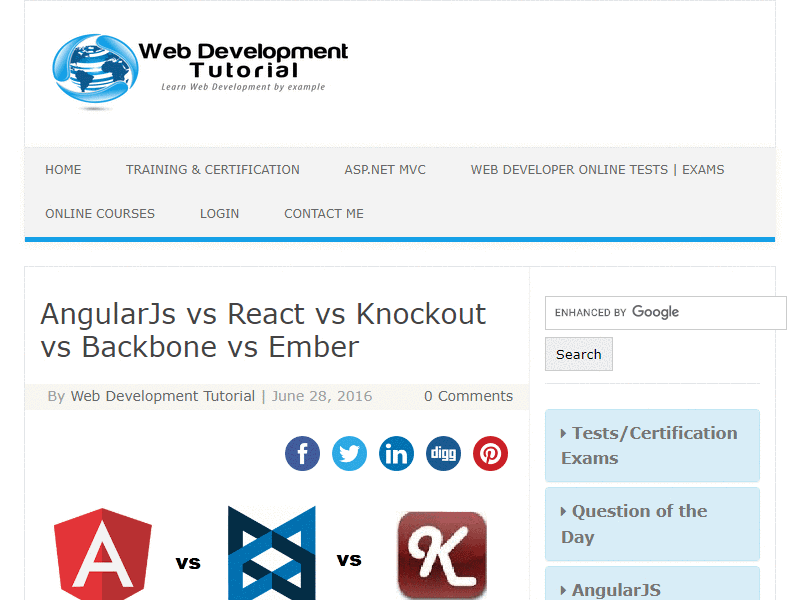 Web Development
Tutorial
Learn Web Development by example
HOME TRAINING & CERTIFICATION ASP.NET MVC WEB DEVELOPER ONLINE TESTS | EXAMS
ONLINE COURSES LOGIN CONTACT ME
AngularJs vs React vs Knockout
vs Backbone vs Ember
By Web Development Tutorial | June 28, 2016 0 Comments
f in digg
A vs vs K
ENHANCED BY Google
Search
Tests/Certification
Exams
Question of the
Day
AngularJS